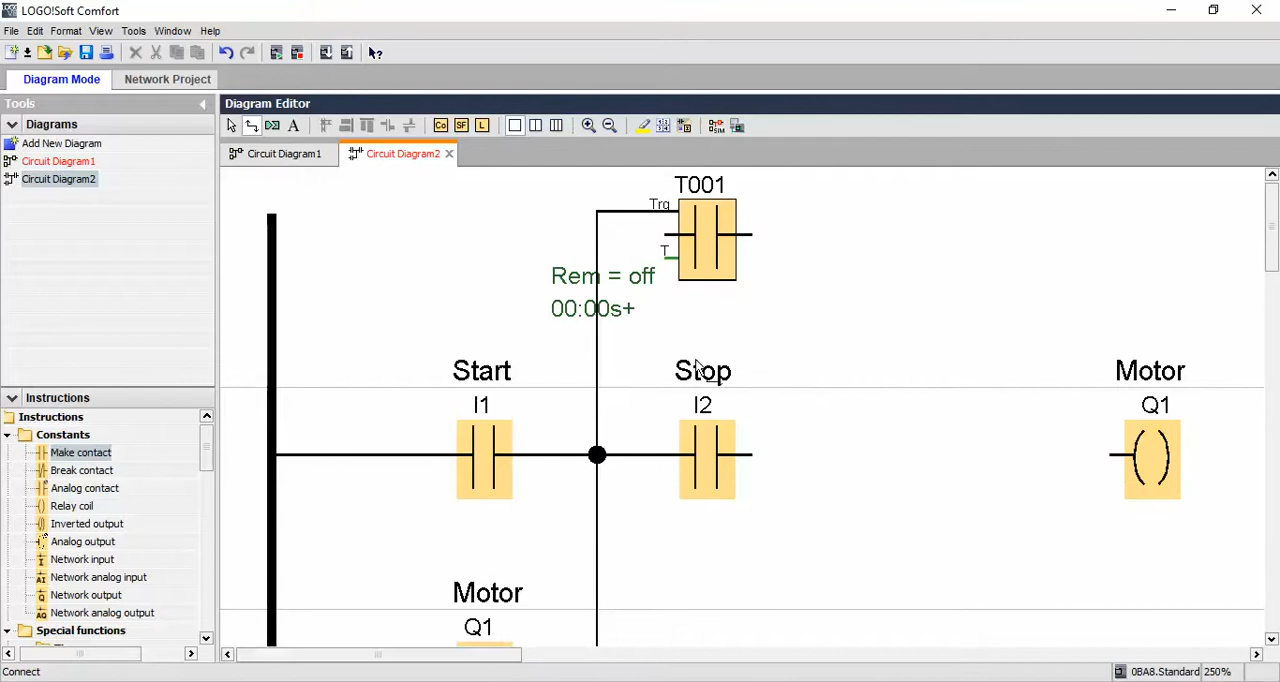 LOGO!Soft Comfort
File Edit Format View Tools Window Help
Diagram Mode Network Project
Tools
Diagrams
Add New Diagram
Circuit Diagram1
Circuit Diagram2
Instructions
Instructions
Constants
Make contact
Break contact
Analog contact
Relay coil
Inverted output
Analog output
Network input
Network analog input
Network output
Network analog output
Special functions
Diagram Editor
A Co SF L
Circuit Diagram1 Circuit Diagram2
T001
Trg
T
Rem = off
00:00s+
Start Stop Motor
I1 I2 Q1
Motor
Q1
Connect 0BA8.Standard 250%